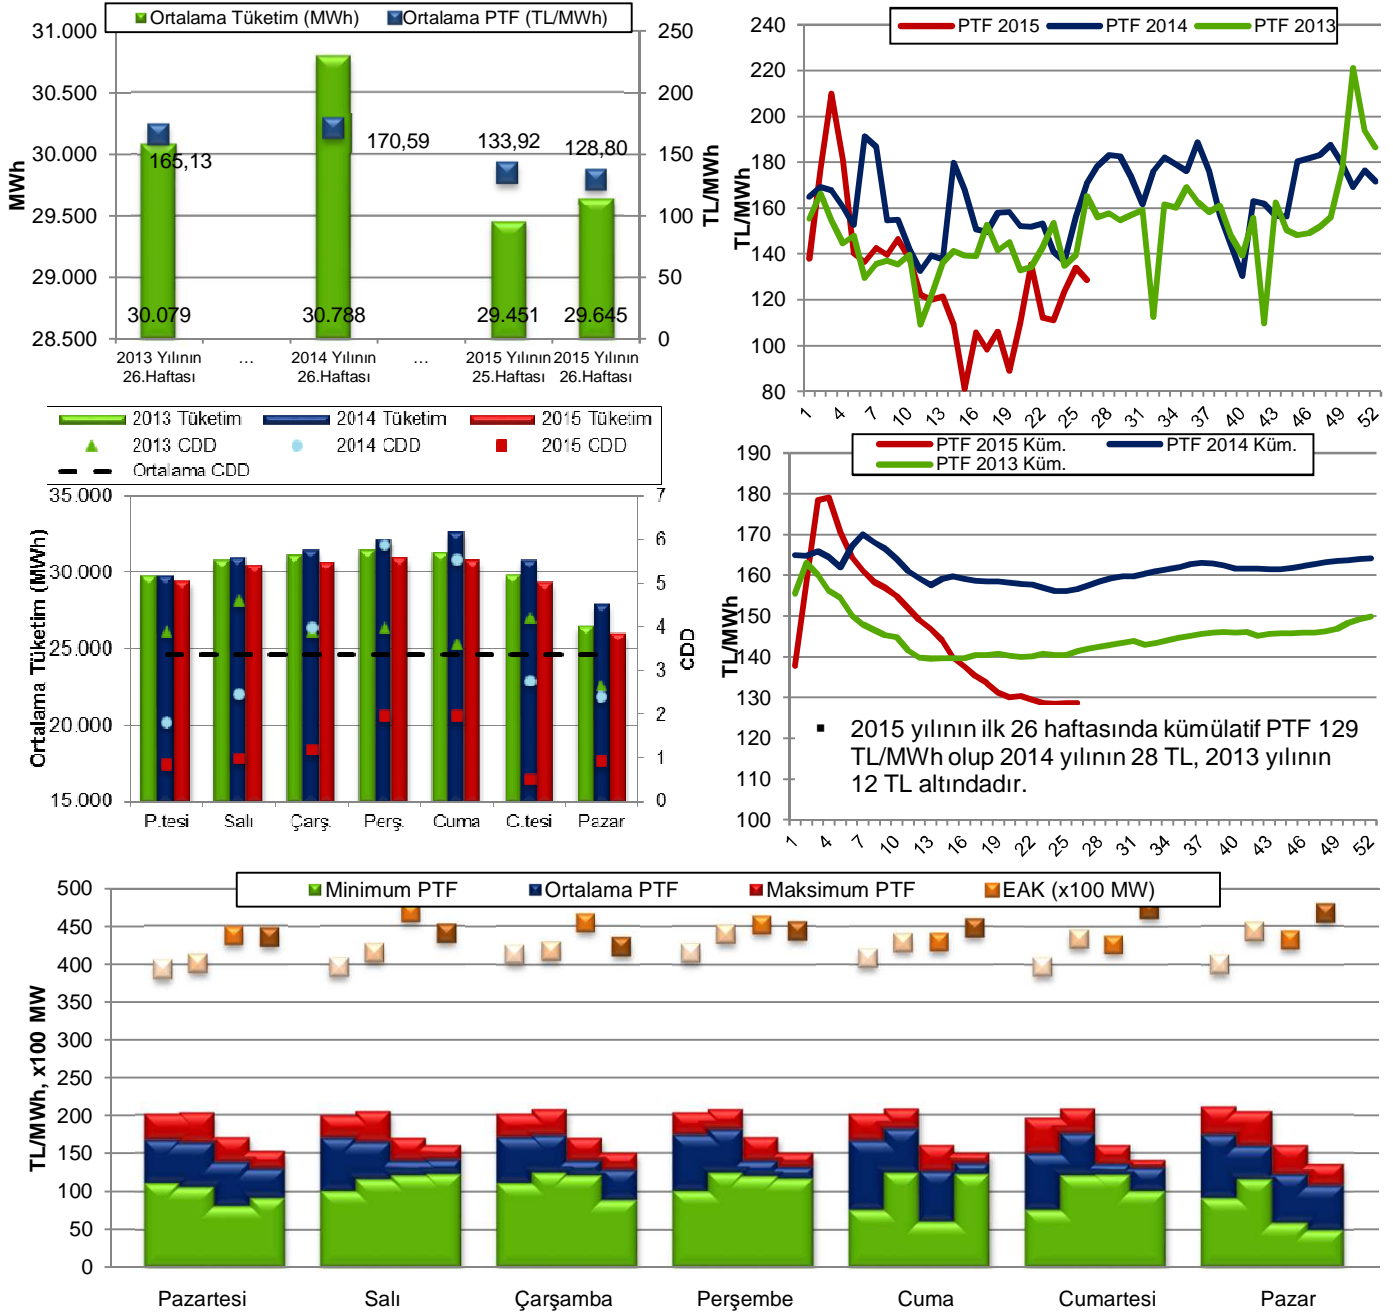 Ortalama Tüketim (MWh) Ortalama PTF (TL/MWh)
31.000
30.500
30.000
29.500
29.000
28.500
MWh
250
200
150
100
50
0
TL/MWh
165,13
170,59
133,92
128,80
30.079
30.788
29.451
29.645
2013 Yılının 26.Haftası
...
2014 Yılının 26.Haftası
...
2015 Yılının 25.Haftası
2015 Yılının 26.Haftası
PTF 2015 PTF 2014 PTF 2013
240
220
200
180
160
140
120
100
80
TL/MWh
1 4 7 10 13 16 19 22 25 28 31 34 37 40 43 46 49 52
2013 Tüketim 2014 Tüketim 2015 Tüketim
2013 CDD 2014 CDD 2015 CDD
Ortalama CDD
35.000
30.000
25.000
20.000
15.000
Ortalama Tüketim (MWh)
7
6
5
4
3
2
1
0
CDD
P.tesi Salı Çarş. Perş. Cuma C.tesi Pazar
PTF 2015 Küm. PTF 2014 Küm.
PTF 2013 Küm.
190
180
170
160
150
140
130
120
110
100
TL/MWh
▪ 2015 yılının ilk 26 haftasında kümülatif PTF 129
TL/MWh olup 2014 yılının 28 TL, 2013 yılının
12 TL altındadır.
1 4 7 10 13 16 19 22 25 28 31 34 37 40 43 46 49 52
Minimum PTF Ortalama PTF Maksimum PTF EAK (x100 MW)
500
450
400
350
300
250
200
150
100
50
0
TL/MWh, x100 MW
Pazartesi Salı Çarşamba Perşembe Cuma Cumartesi Pazar